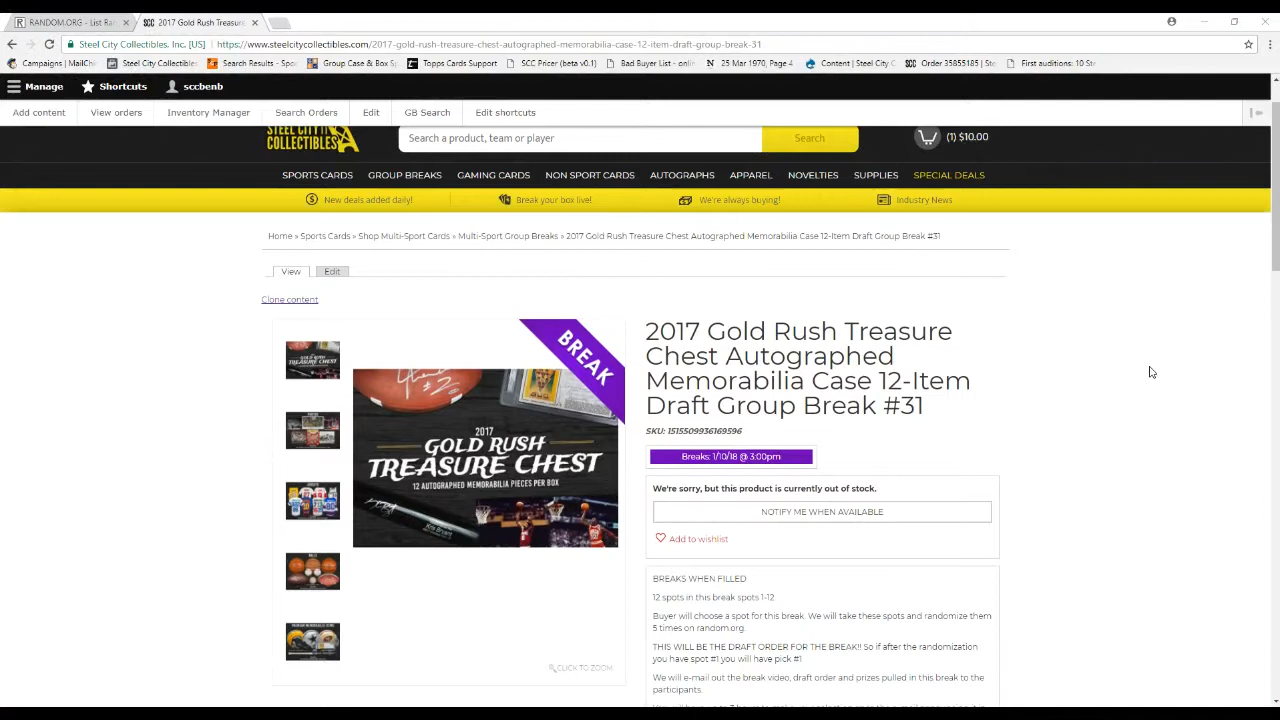 RANDOM.ORG - List Ra
2017 Gold Rush Treasure
Steel City Collectibles, Inc. [US]
https://www.steelcitycollectibles.com/2017-gold-rush-treasure-chest-autographed-memorabilia-case-12-item-draft-group-break-31
Campaigns | MailCh
Steel City Collectible
Search Results - Spo
Group Case & Box S
Topps Cards Support
SCC Pricer (beta v0.1)
Bad Buyer List - onlin
25 Mar 1970, Page 4
Content | Steel City C
Order 35855185 | Ste
First auditions: 10 St
Manage
Shortcuts
sccbenb
Add content
View orders
Inventory Manager
Search Orders
Edit
GB Search
Edit shortcuts
STEEL CITY
COLLECTIBLES
Search a product, team or player
Search
(1) $10.00
SPORTS CARDS
GROUP BREAKS
GAMING CARDS
NON SPORT CARDS
AUTOGRAPHS
APPAREL
NOVELTIES
SUPPLIES
SPECIAL DEALS
New deals added daily!
Break your box live!
We're always buying!
Industry News
Home » Sports Cards » Shop Multi-Sport Cards » Multi-Sport Group Breaks » 2017 Gold Rush Treasure Chest Autographed Memorabilia Case 12-Item Draft Group Break #31
View
Edit
Clone content
BREAK
2017
GOLD RUSH
TREASURE CHEST
12 AUTOGRAPHED MEMORABILIA PIECES PER BOX
Kris Bryant
CLICK TO ZOOM
2017 Gold Rush Treasure
Chest Autographed
Memorabilia Case 12-Item
Draft Group Break #31
SKU: 1515509936169596
Breaks: 1/10/18 @ 3:00pm
We're sorry, but this product is currently out of stock.
NOTIFY ME WHEN AVAILABLE
Add to wishlist
BREAKS WHEN FILLED
12 spots in this break spots 1-12
Buyer will choose a spot for this break. We will take these spots and randomize them
5 times on random.org.
THIS WILL BE THE DRAFT ORDER FOR THE BREAK!! So if after the randomization
you have spot #1 you will have pick #1
We will e-mail out the break video, draft order and prizes pulled in this break to the
participants